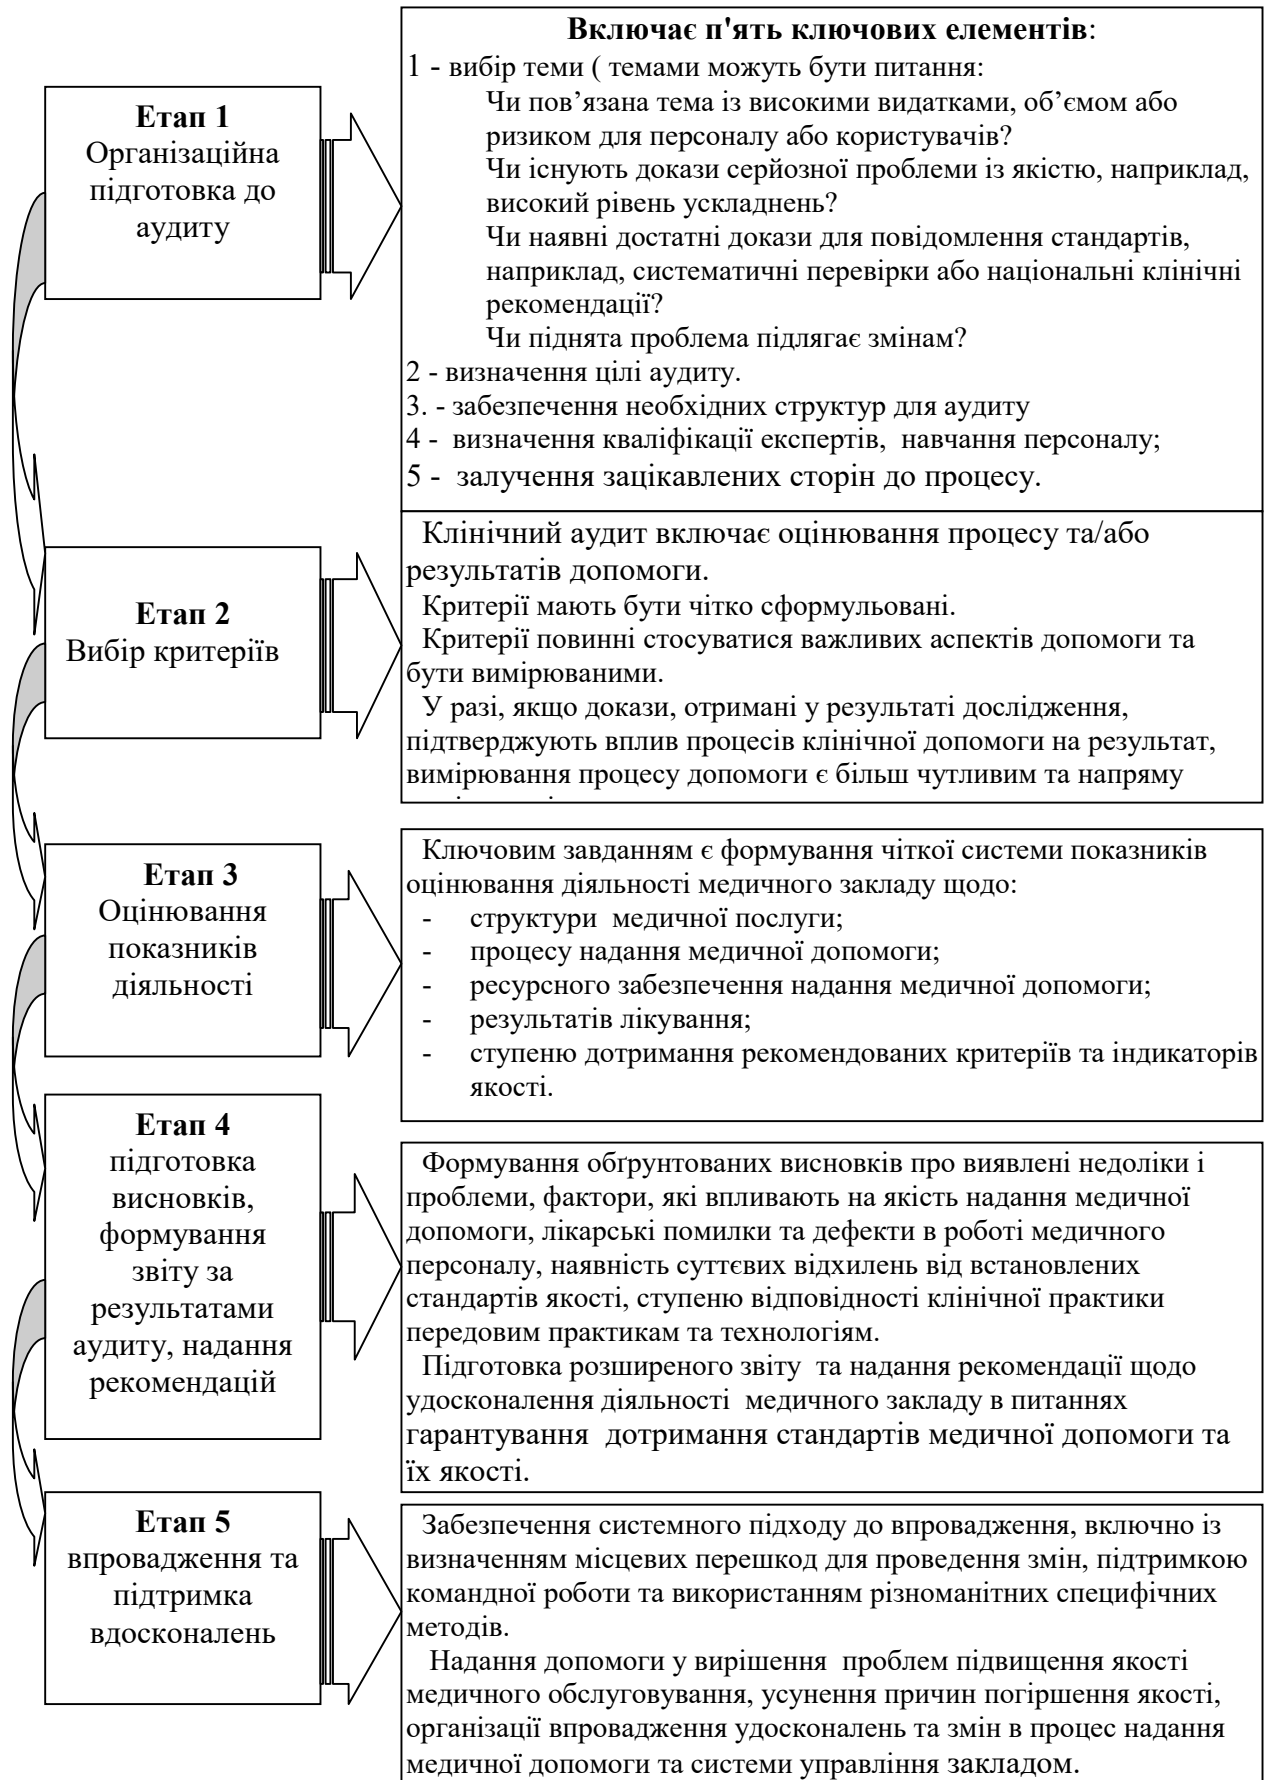 Етап 1
Організаційна
підготовка до
аудиту
Включає п'ять ключових елементів:
1 - вибір теми ( темами можуть бути питання:
Чи пов’язана тема із високими видатками, об’ємом або
ризиком для персоналу або користувачів?
Чи існують докази серйозної проблеми із якістю, наприклад,
високий рівень ускладнень?
Чи наявні достатні докази для повідомлення стандартів,
наприклад, систематичні перевірки або національні клінічні
рекомендації?
Чи піднята проблема підлягає змінам?
2 - визначення цілі аудиту.
3. - забезпечення необхідних структур для аудиту
4 - визначення кваліфікації експертів, навчання персоналу;
5 - залучення зацікавлених сторін до процесу.
Етап 2
Вибір критеріїв
Клінічний аудит включає оцінювання процесу та/або
результатів допомоги.
Критерії мають бути чітко сформульовані.
Критерії повинні стосуватися важливих аспектів допомоги та
бути вимірюваними.
У разі, якщо докази, отримані у результаті дослідження,
підтверджують вплив процесів клінічної допомоги на результат,
вимірювання процесу допомоги є більш чутливим та напряму
Етап 3
Оцінювання
показників
діяльності
Ключовим завданням є формування чіткої системи показників
оцінювання діяльності медичного закладу щодо:
- структури медичної послуги;
- процесу надання медичної допомоги;
- ресурсного забезпечення надання медичної допомоги;
- результатів лікування;
- ступеню дотримання рекомендованих критеріїв та індикаторів
якості.
Етап 4
підготовка
висновків,
формування
звіту за
результатами
аудиту, надання
рекомендацій
Формування обґрунтованих висновків про виявлені недоліки і
проблеми, фактори, які впливають на якість надання медичної
допомоги, лікарські помилки та дефекти в роботі медичного
персоналу, наявність суттєвих відхилень від встановлених
стандартів якості, ступеню відповідності клінічної практики
передовим практикам та технологіям.
Підготовка розширеного звіту та надання рекомендації щодо
удосконалення діяльності медичного закладу в питаннях
гарантування дотримання стандартів медичної допомоги та
їх якості.
Етап 5
впровадження та
підтримка
вдосконалень
Забезпечення системного підходу до впровадження, включно із
визначенням місцевих перешкод для проведення змін, підтримкою
командної роботи та використанням різноманітних специфічних
методів.
Надання допомоги у вирішення проблем підвищення якості
медичного обслуговування, усунення причин погіршення якості,
організації впровадження удосконалень та змін в процес надання
медичної допомоги та системи управління закладом.